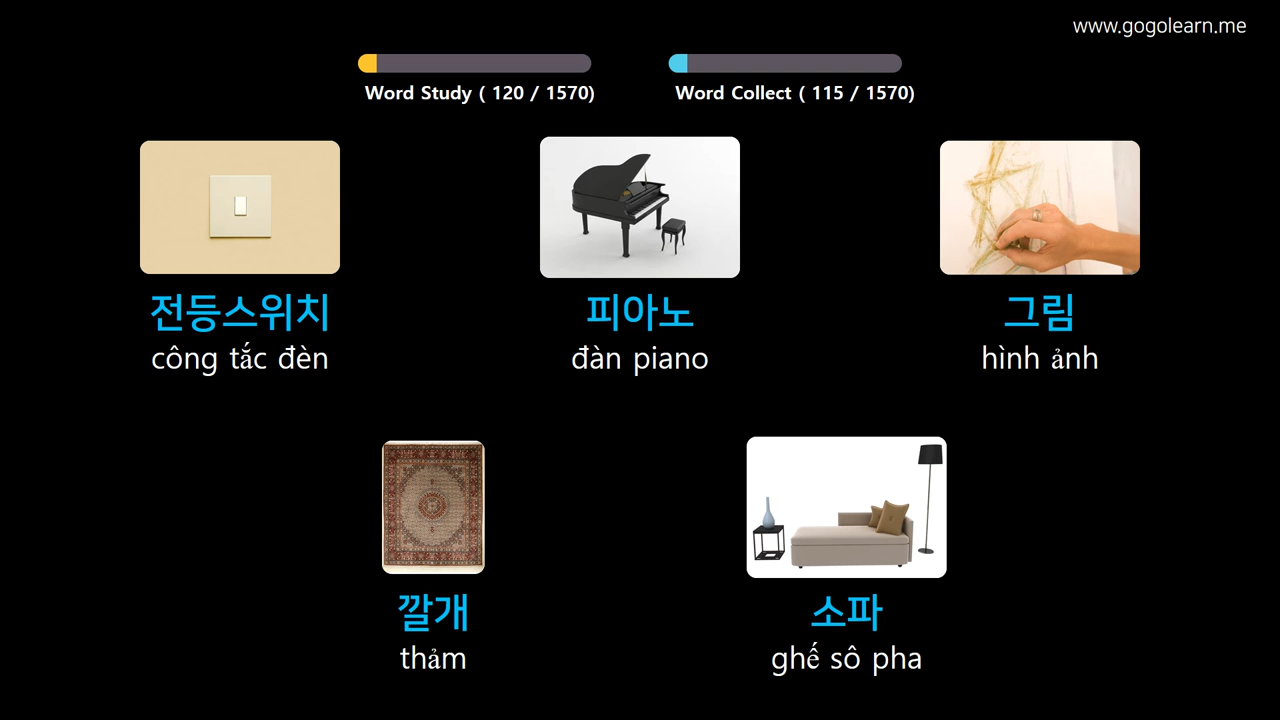 www.gogolearn.me
Word Study ( 120 / 1570)
Word Collect ( 115 / 1570)
전등스위치
công tắc đèn
피아노
đàn piano
그림
hình ảnh
깔개
thảm
소파
ghế sô pha